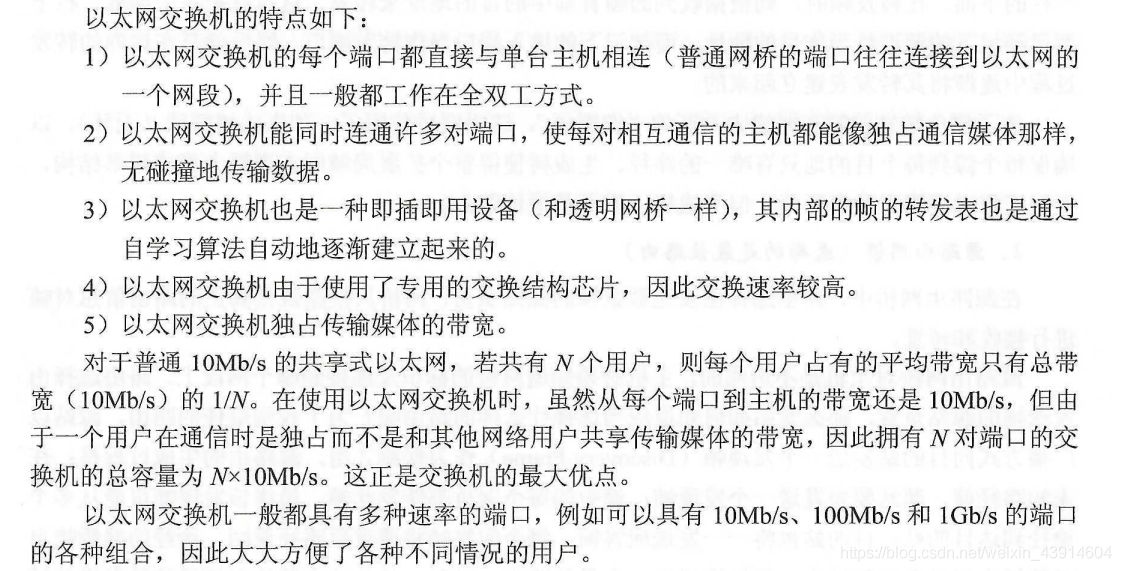 以太网交换机的特点如下：
1）以太网交换机的每个端口都直接与单台主机相连（普通网桥的端口往往连接到以太网的
一个网段），并且一般都工作在全双工方式。
2）以太网交换机能同时连通许多对端口，使每对相互通信的主机都能像独占通信媒体那样，
无碰撞地传输数据。
3）以太网交换机也是一种即插即用设备（和透明网桥一样），其内部的帧的转发表也是通过
自学习算法自动地逐渐建立起来的。
4）以太网交换机由于使用了专用的交换结构芯片，因此交换速率较高。
5）以太网交换机独占传输媒体的带宽。
对于普通 10Mb/s 的共享式以太网，若共有 N 个用户，则每个用户占有的平均带宽只有总带
宽（10Mb/s）的 1/N。在使用以太网交换机时，虽然从每个端口到主机的带宽还是 10Mb/s，但由
于一个用户在通信时是独占而不是和其他网络用户共享传输媒体的带宽，因此拥有 N 对端口的交
换机的总容量为 N×10Mb/s。这正是交换机的最大优点。
以太网交换机一般都具有多种速率的端口，例如可以具有 10Mb/s、100Mb/s 和 1Gb/s 的端口
的各种组合，因此大大方便了各种不同情况的用户。
https://blog.csdn.net/weixin_43914604